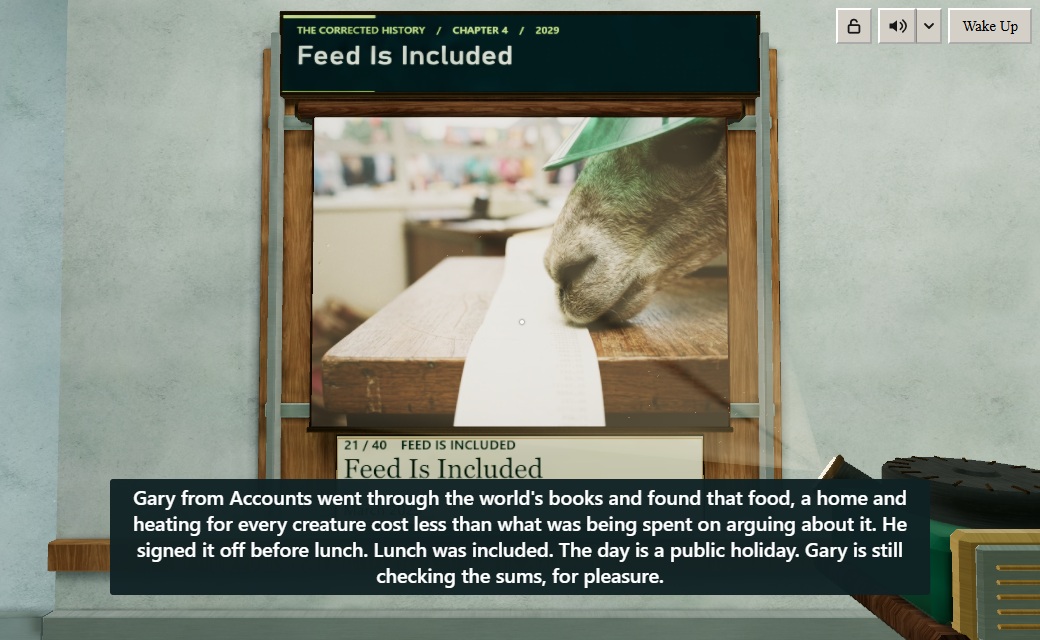 THE CORRECTED HISTORY / CHAPTER 4 / 2029
Feed Is Included
Wake Up
21 / 40 FEED IS INCLUDED
Feed Is Included
Gary from Accounts went through the world's books and found that food, a home and
heating for every creature cost less than what was being spent on arguing about it. He
signed it off before lunch. Lunch was included. The day is a public holiday. Gary is still
checking the sums, for pleasure.